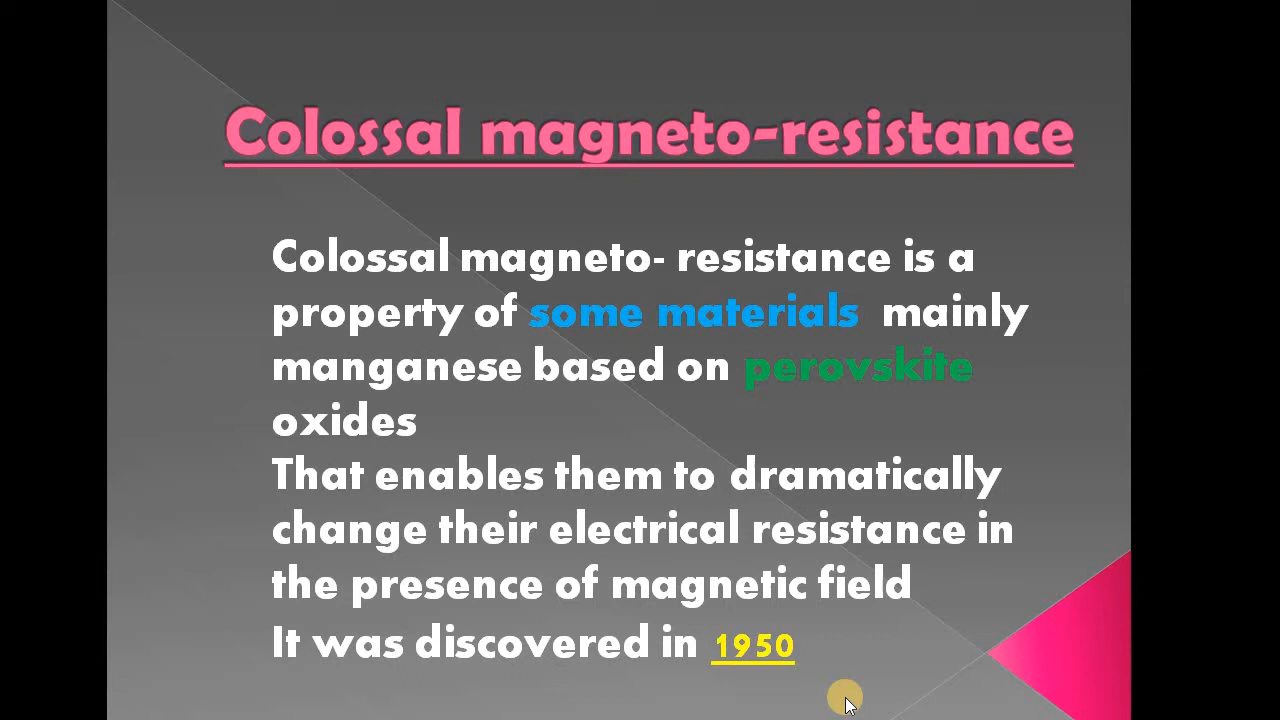 Colossal magneto-resistance
Colossal magneto- resistance is a
property of some materials mainly
manganese based on perovskite
oxides
That enables them to dramatically
change their electrical resistance in
the presence of magnetic field
It was discovered in 1950